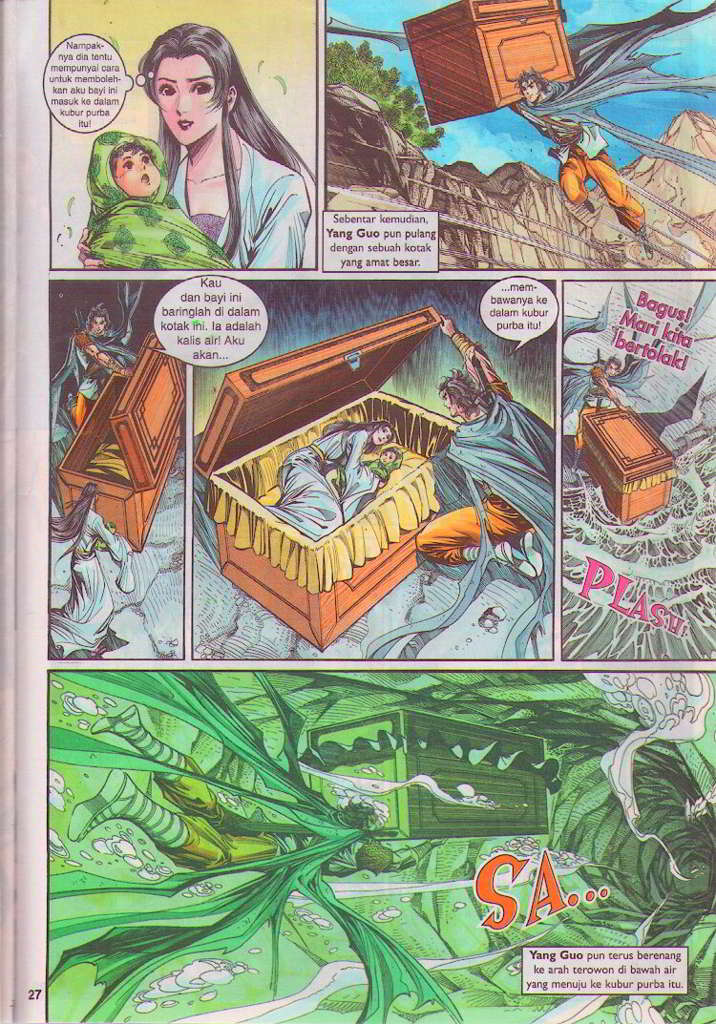 Nampak-
nya dia tentu
mempunyai cara
untuk memboleh-
kan aku bayi ini
masuk ke dalam
kubur purba
itu!
Sebentar kemudian,
Yang Guo pun pulang
dengan sebuah kotak
yang amat besar.
Kau
dan bayi ini
baringlah di dalam
kotak ini. Ia adalah
kalis air! Aku
akan...
...mem-
bawanya ke
dalam kubur
purba itu!
Bagus!
Mari kita
bertolak!
PLASH!
SA...
Yang Guo pun terus berenang
ke arah terowon di bawah air
yang menuju ke kubur purba itu.
27